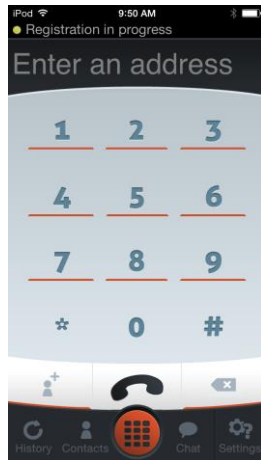 iPod 9:50 AM
Registration in progress
Enter an address
1 2 3
4 5 6
7 8 9
* 0 #
History Contacts Chat Settings